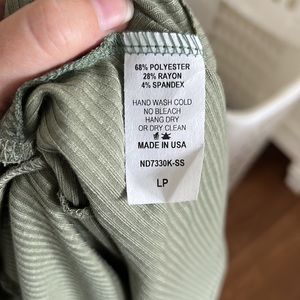 68% POLYESTER
28% RAYON
4% SPANDEX
HAND WASH COLD
NO BLEACH
HANG DRY
OR DRY CLEAN
MADE IN USA
ND7330K-SS
LP